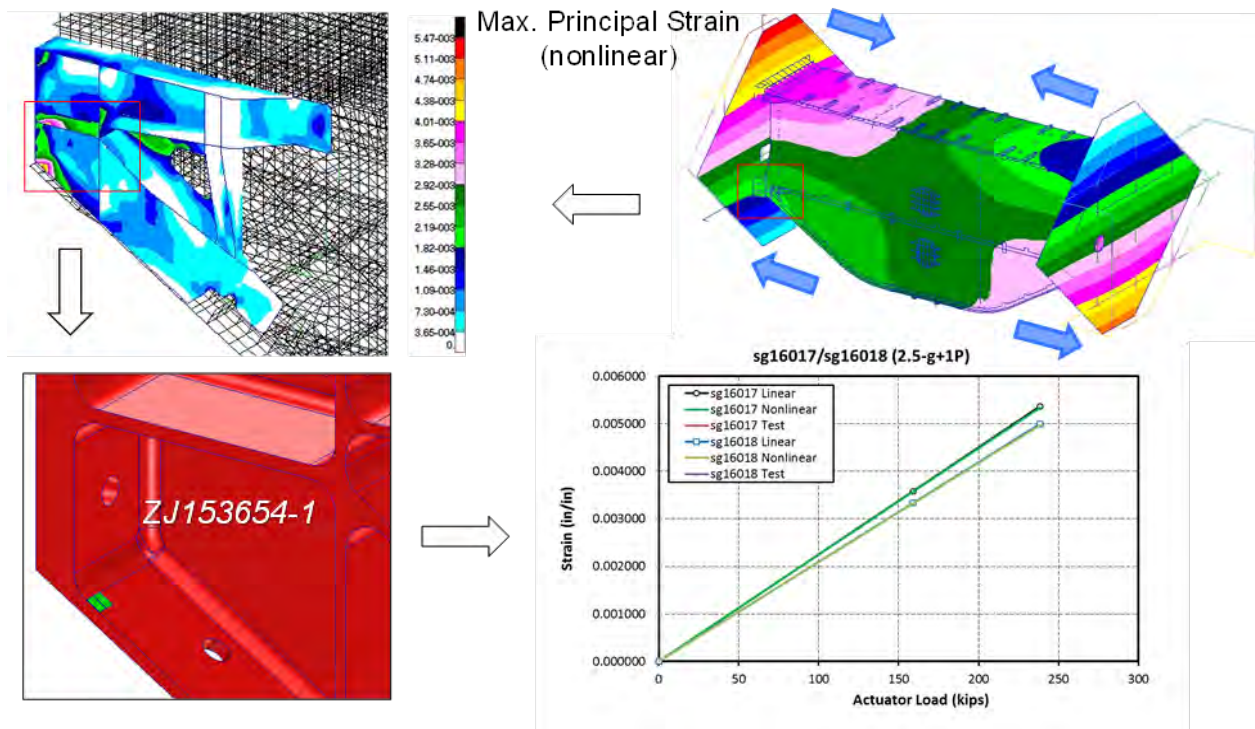 Max. Principal Strain
(nonlinear)
5.47-003
5.11-003
4.74-003
4.38-003
4.01-003
3.65-003
3.28-003
2.92-003
2.55-003
2.19-003
1.82-003
1.46-003
1.09-003
7.30-004
3.65-004
0.
ZJ153654-1
sg16017/sg16018 (2.5-g+1P)
0.006000
0.005000
0.004000
0.003000
0.002000
0.001000
0.000000
Strain (in/in)
sg16017 Linear
sg16017 Nonlinear
sg16017 Test
sg16018 Linear
sg16018 Nonlinear
sg16018 Test
0 50 100 150 200 250 300
Actuator Load (kips)